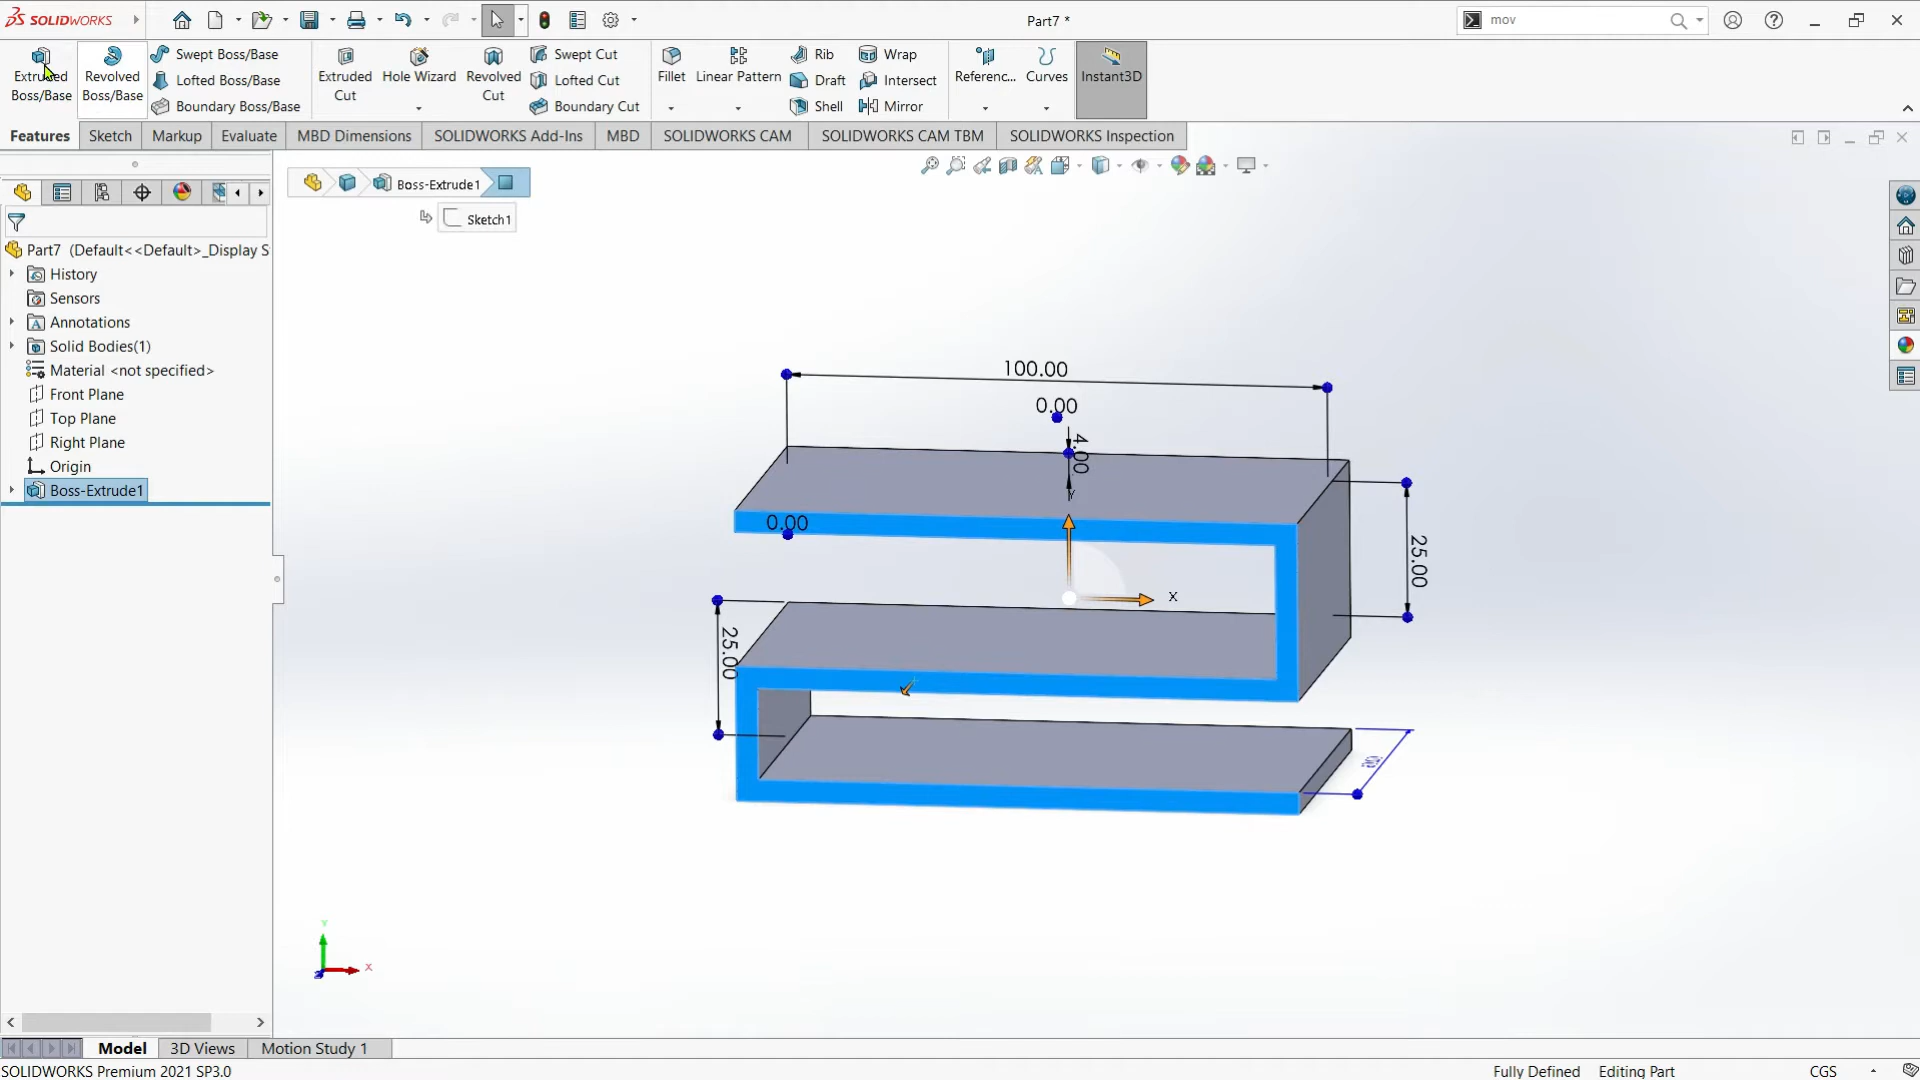 SOLIDWORKS
Part7 *
mov
Extruded Boss/Base
Revolved Boss/Base
Swept Boss/Base
Lofted Boss/Base
Boundary Boss/Base
Extruded Cut
Hole Wizard
Revolved Cut
Swept Cut
Lofted Cut
Boundary Cut
Fillet
Linear Pattern
Rib
Draft
Shell
Wrap
Intersect
Mirror
Referenc...
Curves
Instant3D
Features
Sketch
Markup
Evaluate
MBD Dimensions
SOLIDWORKS Add-Ins
MBD
SOLIDWORKS CAM
SOLIDWORKS CAM TBM
SOLIDWORKS Inspection
Boss-Extrude1
Sketch1
Part7 (Default<<Default>_Display S
History
Sensors
Annotations
Solid Bodies(1)
Material <not specified>
Front Plane
Top Plane
Right Plane
Origin
Boss-Extrude1
100.00
0.00
4.00
Y
0.00
25.00
X
25.00
Y
X
Model
3D Views
Motion Study 1
SOLIDWORKS Premium 2021 SP3.0
Fully Defined
Editing Part
CGS